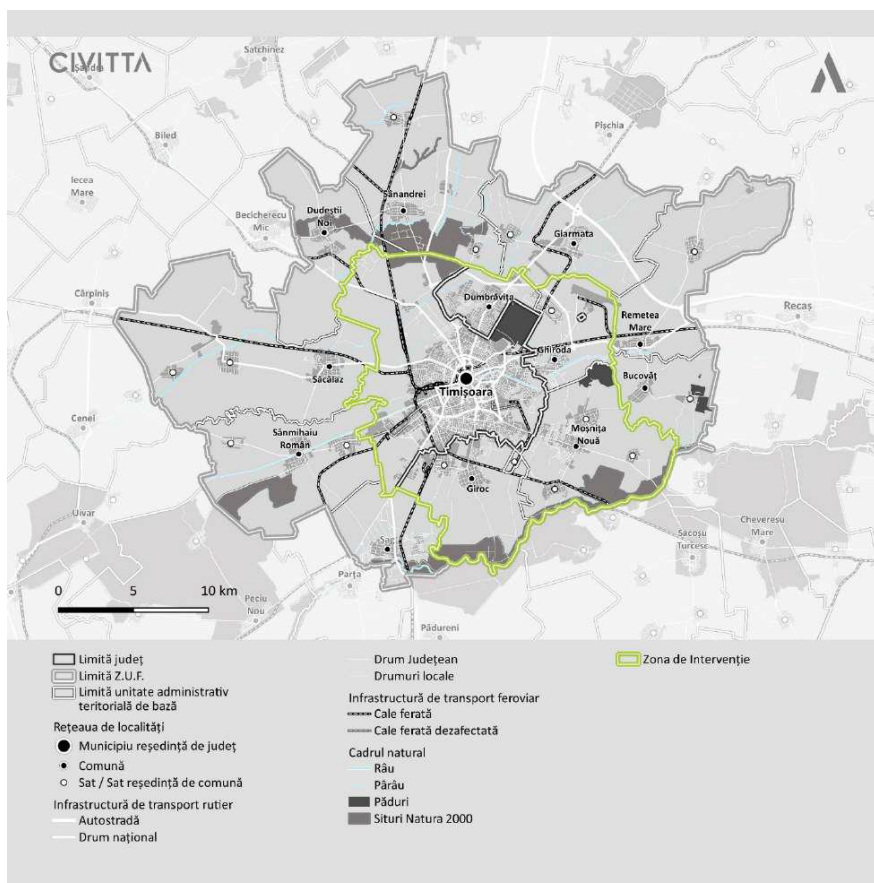 CIVITTA
Satchinez
Șandra
Pișchia
Biled
Iecea
Mare
Sânandrei
Dudeștii
Noi
Becicherecu
Mic
Giarmata
Cărpiniș
Dumbrăvița
Recaș
Remetea
Mare
Ghiroda
Săcălaz
Bucovăț
Timișoara
Cenei
Sânmihaiu
Român
Moșnița
Nouă
Giroc
Uivar
Cheveresu
Mare
Sacoșu
Turcesc
Șag
Parța
Peciu
Nou
Pădureni
0 5 10 km
Limită județ
Limită Z.U.F.
Limită unitate administrativ
teritorială de bază
Rețeaua de localități
Municipiu reședință de județ
Comună
Sat / Sat reședință de comună
Infrastructură de transport rutier
Autostradă
Drum național
Drum Județean
Drumuri locale
Infrastructură de transport feroviar
Cale ferată
Cale ferată dezafectată
Cadrul natural
Râu
Pârâu
Păduri
Situri Natura 2000
Zona de Intervenție